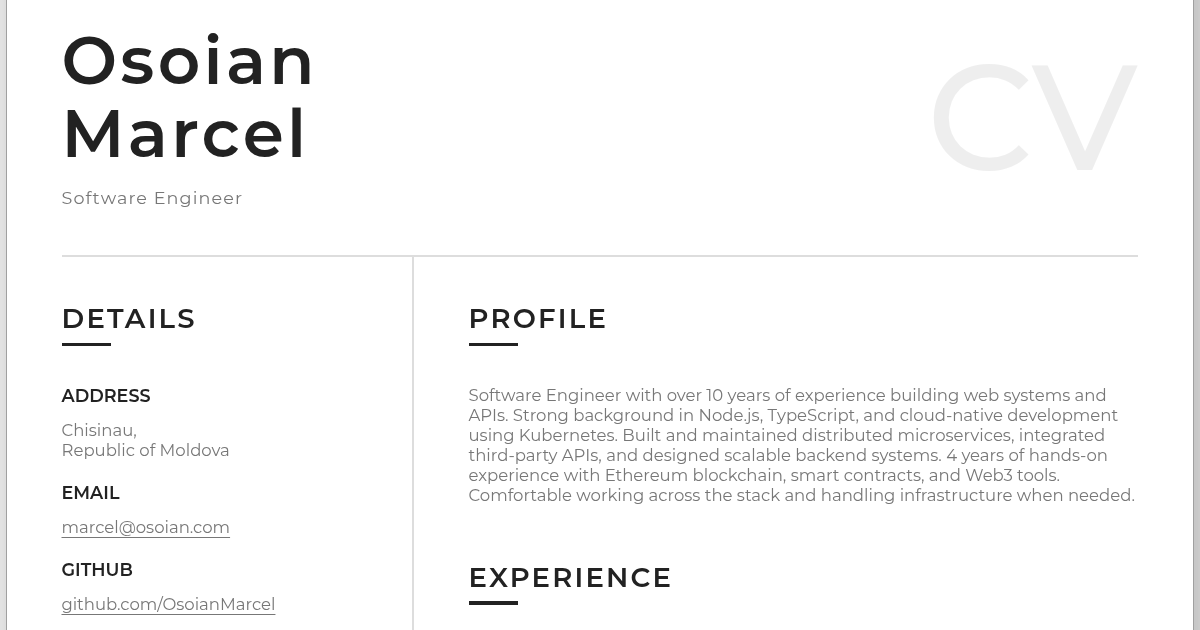 Osoian
Marcel
CV
Software Engineer
DETAILS
ADDRESS
Chisinau,
Republic of Moldova
EMAIL
marcel@osoian.com
GITHUB
github.com/OsoianMarcel
PROFILE
Software Engineer with over 10 years of experience building web systems and
APIs. Strong background in Node.js, TypeScript, and cloud-native development
using Kubernetes. Built and maintained distributed microservices, integrated
third-party APIs, and designed scalable backend systems. 4 years of hands-on
experience with Ethereum blockchain, smart contracts, and Web3 tools.
Comfortable working across the stack and handling infrastructure when needed.
EXPERIENCE